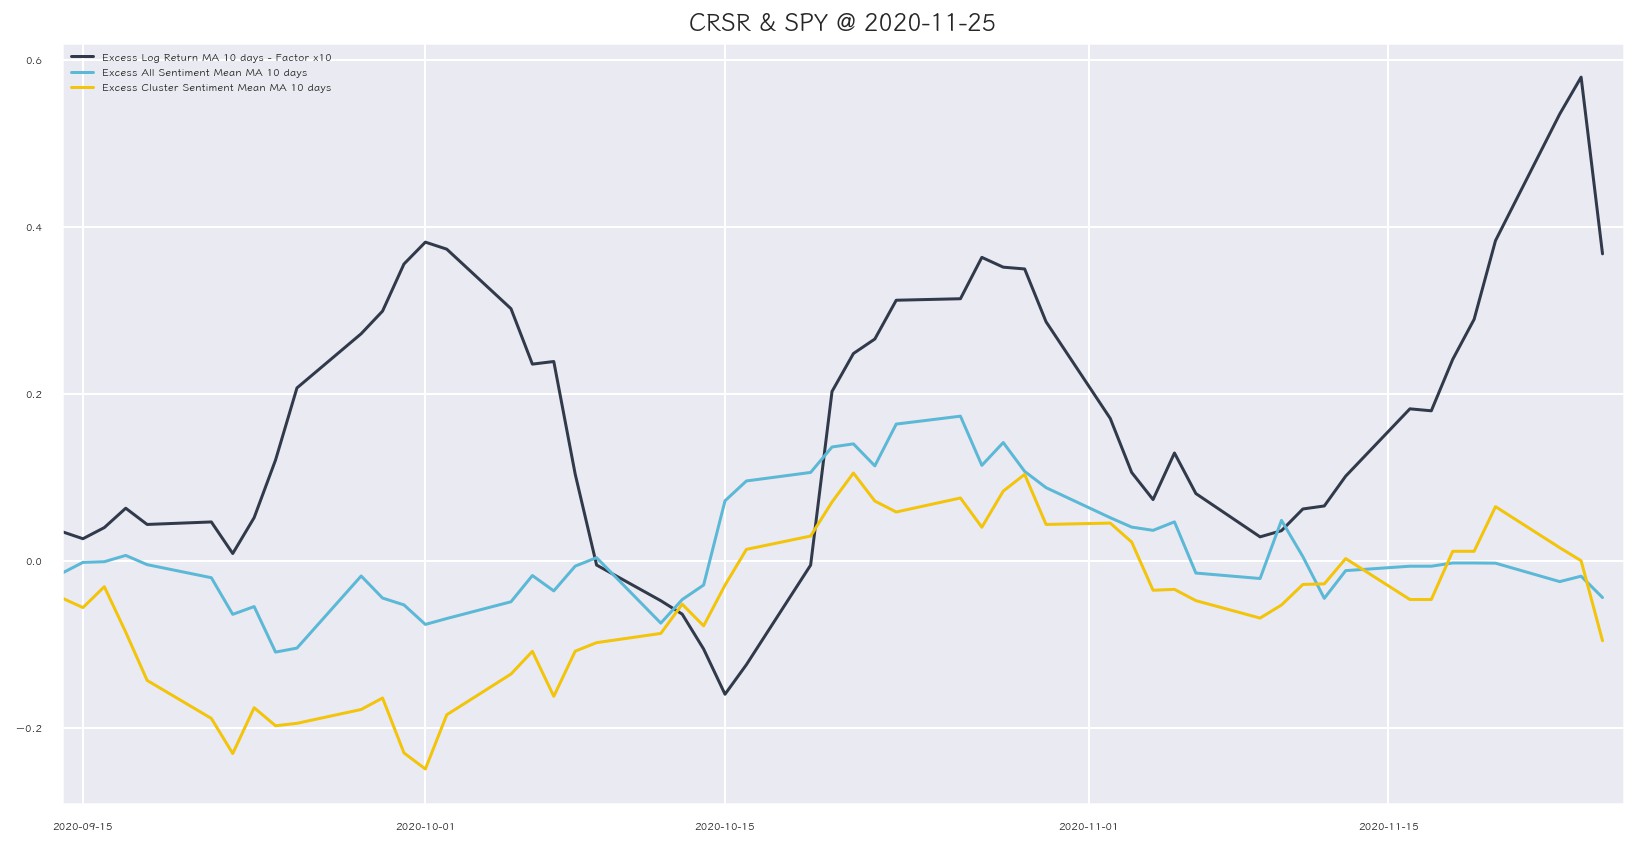 CRSR & SPY @ 2020-11-25
Excess Log Return MA 10 days - Factor x10
Excess All Sentiment Mean MA 10 days
Excess Cluster Sentiment Mean MA 10 days
0.6
0.4
0.2
0.0
−0.2
2020-09-15
2020-10-01
2020-10-15
2020-11-01
2020-11-15